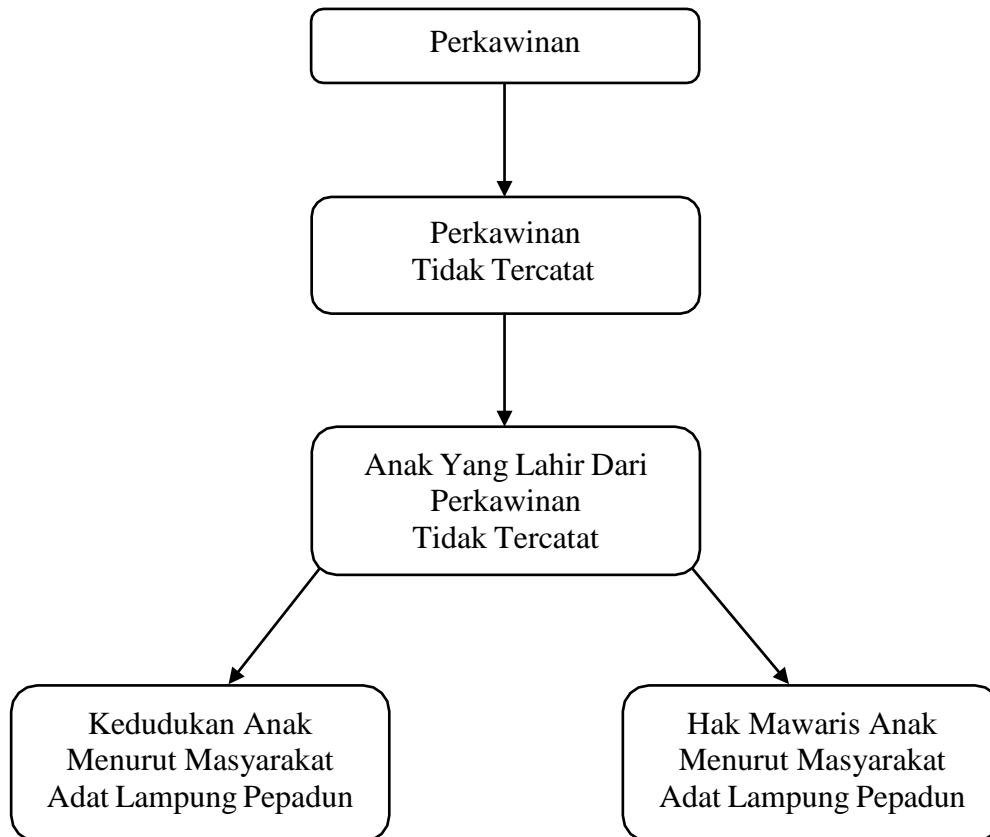 Perkawinan
Perkawinan
Tidak Tercatat
Anak Yang Lahir Dari
Perkawinan
Tidak Tercatat
Kedudukan Anak
Menurut Masyarakat
Adat Lampung Pepadun
Hak Mawaris Anak
Menurut Masyarakat
Adat Lampung Pepadun